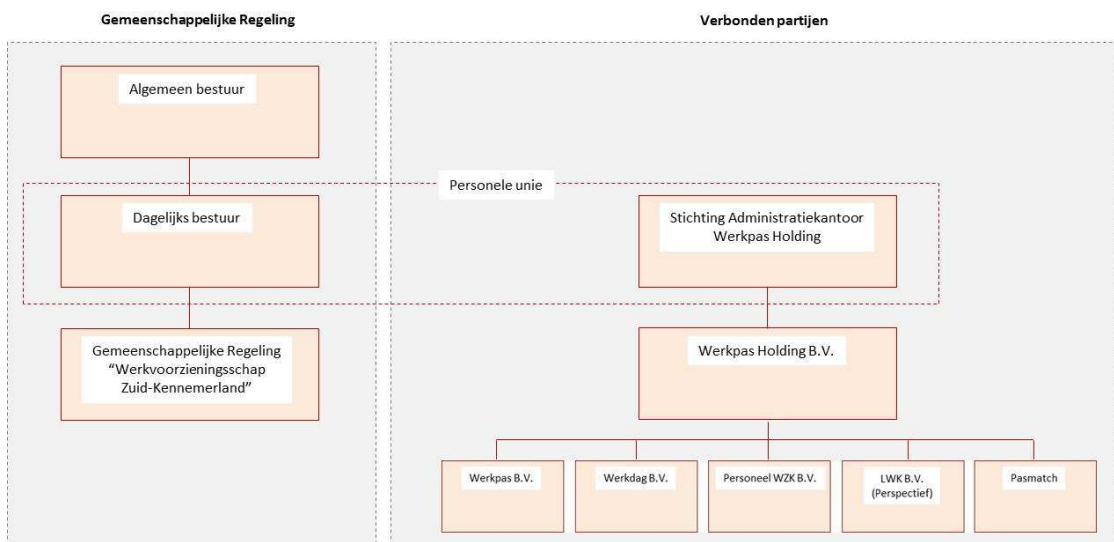 Gemeenschappelijke Regeling
Verbonden partijen
Algemeen bestuur
Personele unie
Dagelijks bestuur
Stichting Administratiekantoor
Werkpas Holding
Gemeenschappelijke Regeling
“Werkvoorzieningsschap
Zuid-Kennemerland”
Werkpas Holding B.V.
Werkpas B.V.
Werkdag B.V.
Personeel WZK B.V.
LWK B.V.
(Perspectief)
Pasmatch